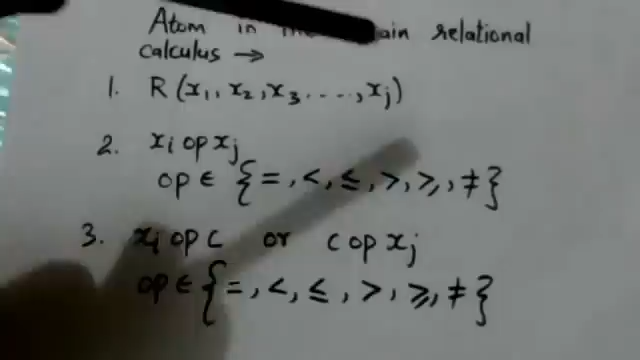 Atom in relational
calculus →
1. R(x₁, x₂, x₃ ...., xⱼ)
2. xᵢ op xⱼ
op ∈ {=, <, ≤, >, ≥, ≠}
3. xᵢ op c or c op xⱼ
op ∈ {=, <, ≤, >, ≥, ≠}